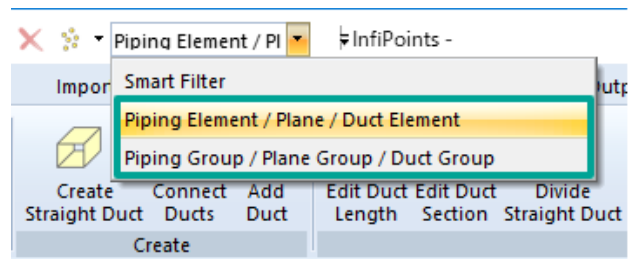 Piping Element / Pl
InfiPoints -
Impor
Smart Filter
Piping Element / Plane / Duct Element
Piping Group / Plane Group / Duct Group
Create
Straight Duct
Connect
Ducts
Add
Duct
Edit Duct
Length
Edit Duct
Section
Divide
Straight Duct
Create